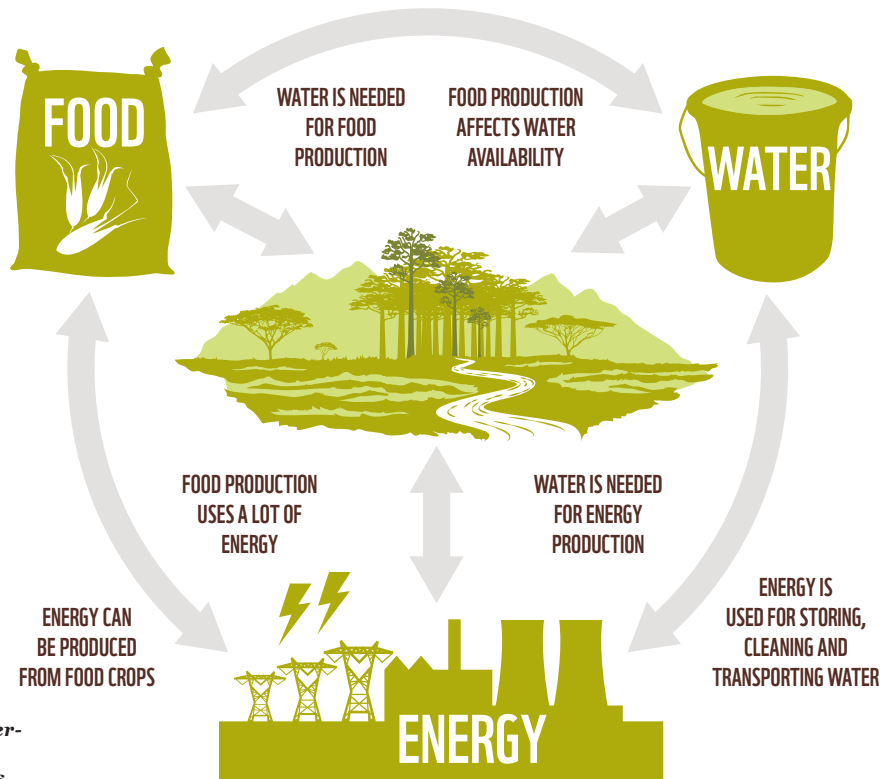 FOOD
WATER IS NEEDED
FOR FOOD
PRODUCTION
FOOD PRODUCTION
AFFECTS WATER
AVAILABILITY
WATER
FOOD PRODUCTION
USES A LOT OF
ENERGY
WATER IS NEEDED
FOR ENERGY
PRODUCTION
ENERGY CAN
BE PRODUCED
FROM FOOD CROPS
ENERGY IS
USED FOR STORING,
CLEANING AND
TRANSPORTING WATER
er-
ENERGY